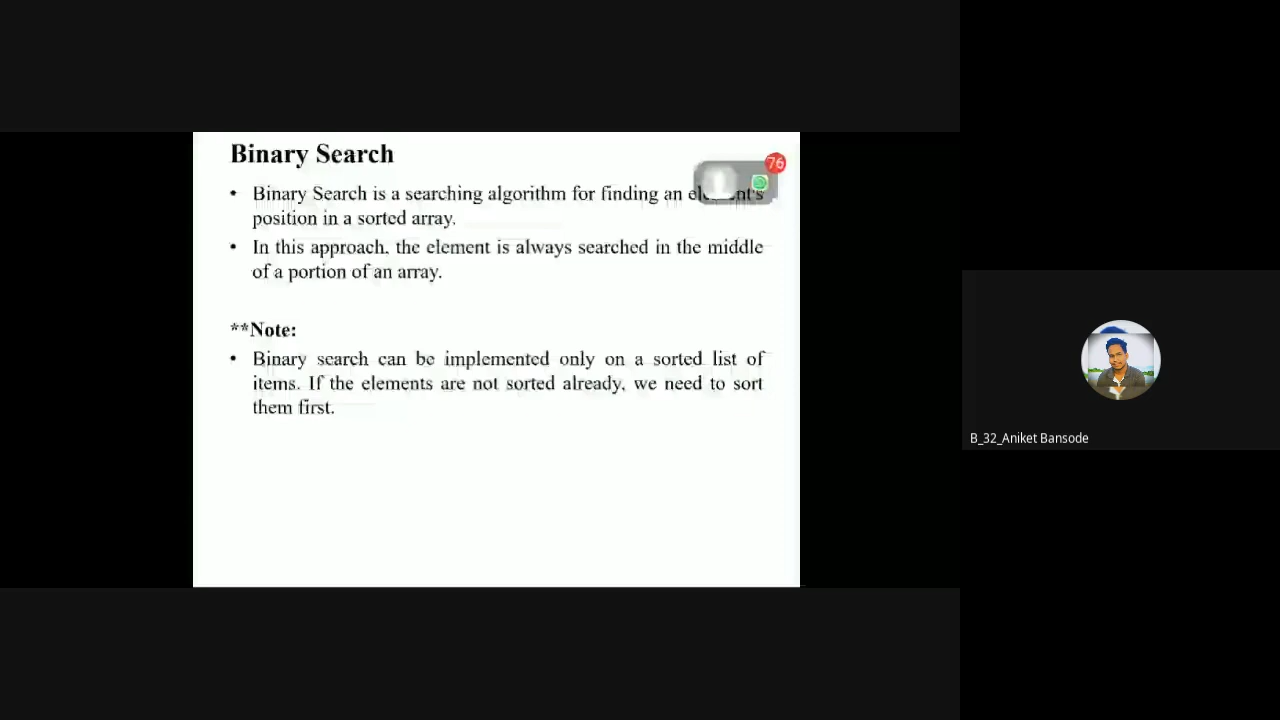 Binary Search
76
• Binary Search is a searching algorithm for finding an element's
position in a sorted array.
• In this approach, the element is always searched in the middle
of a portion of an array.
**Note:
• Binary search can be implemented only on a sorted list of
items. If the elements are not sorted already, we need to sort
them first.
B_32_Aniket Bansode